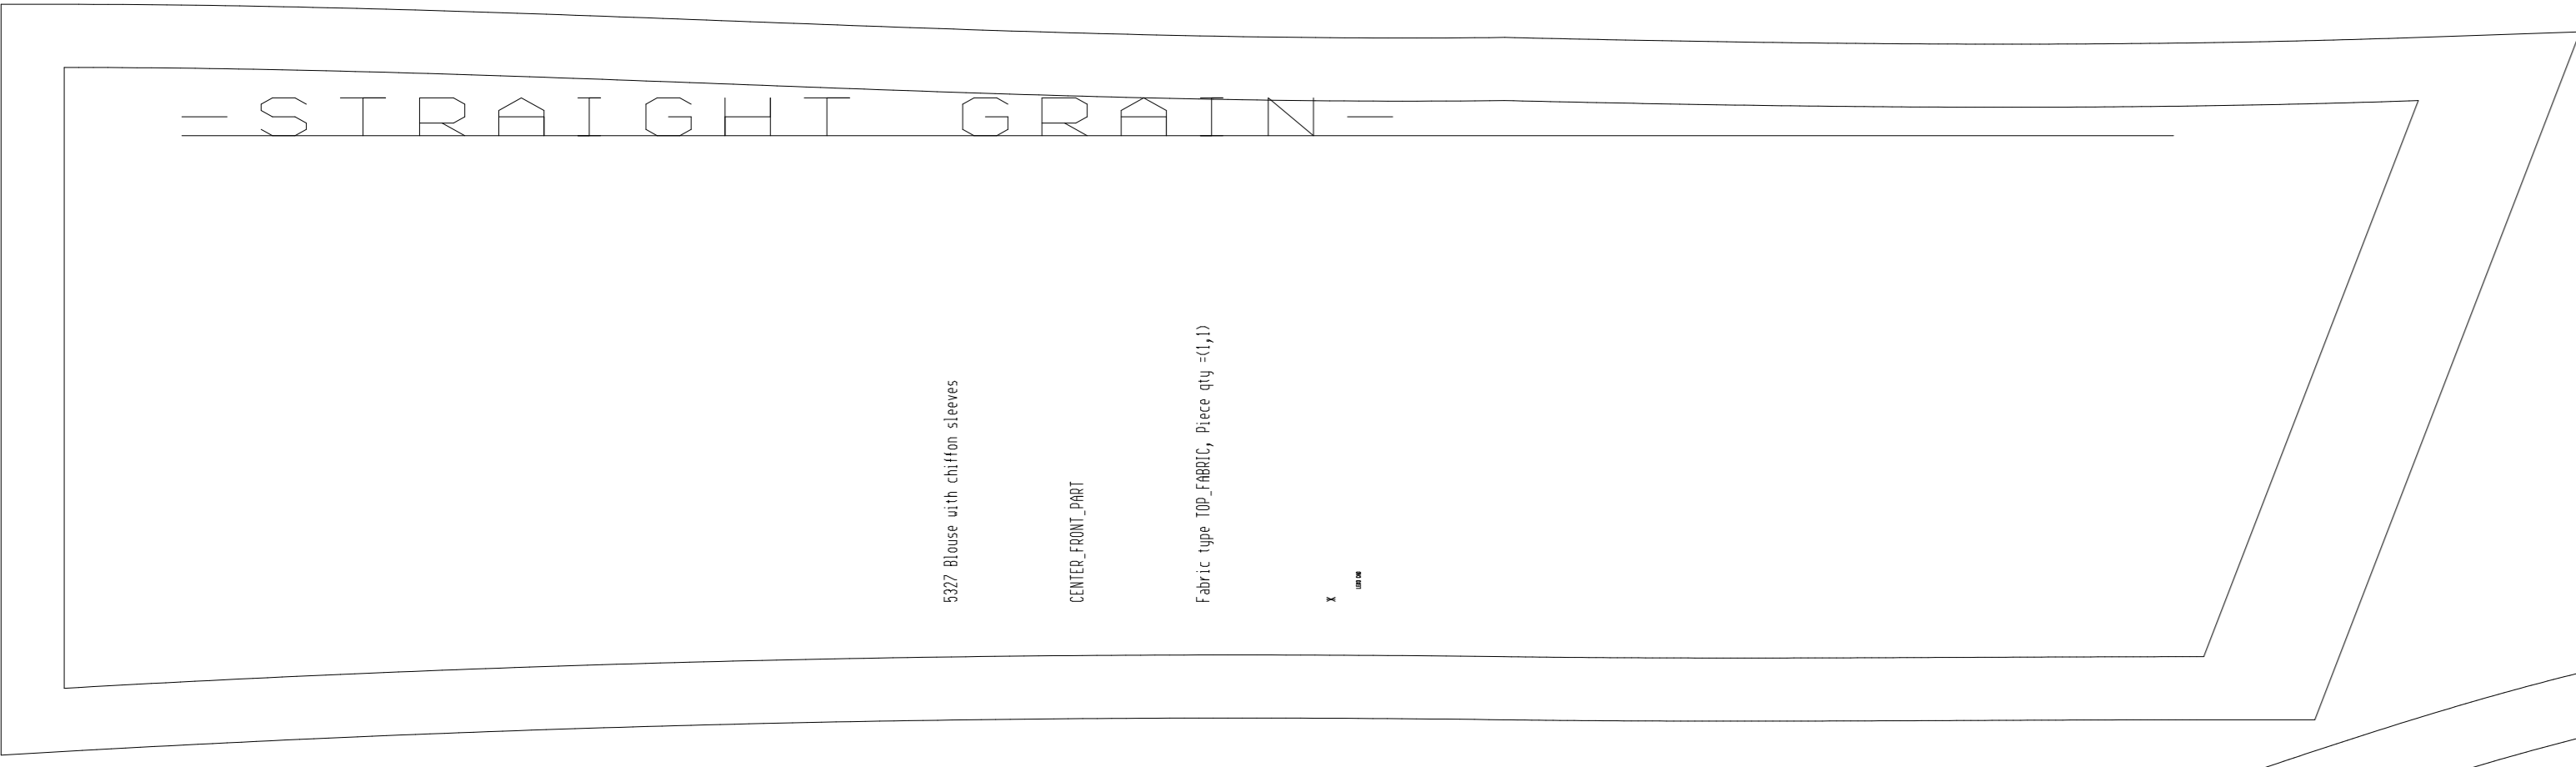 -STRAIGHT GRAIN-
5327 Blouse with chiffon sleeves
CENTER_FRONT_PART
Fabric type TOP_FABRIC, Piece qty =(1,1)
X